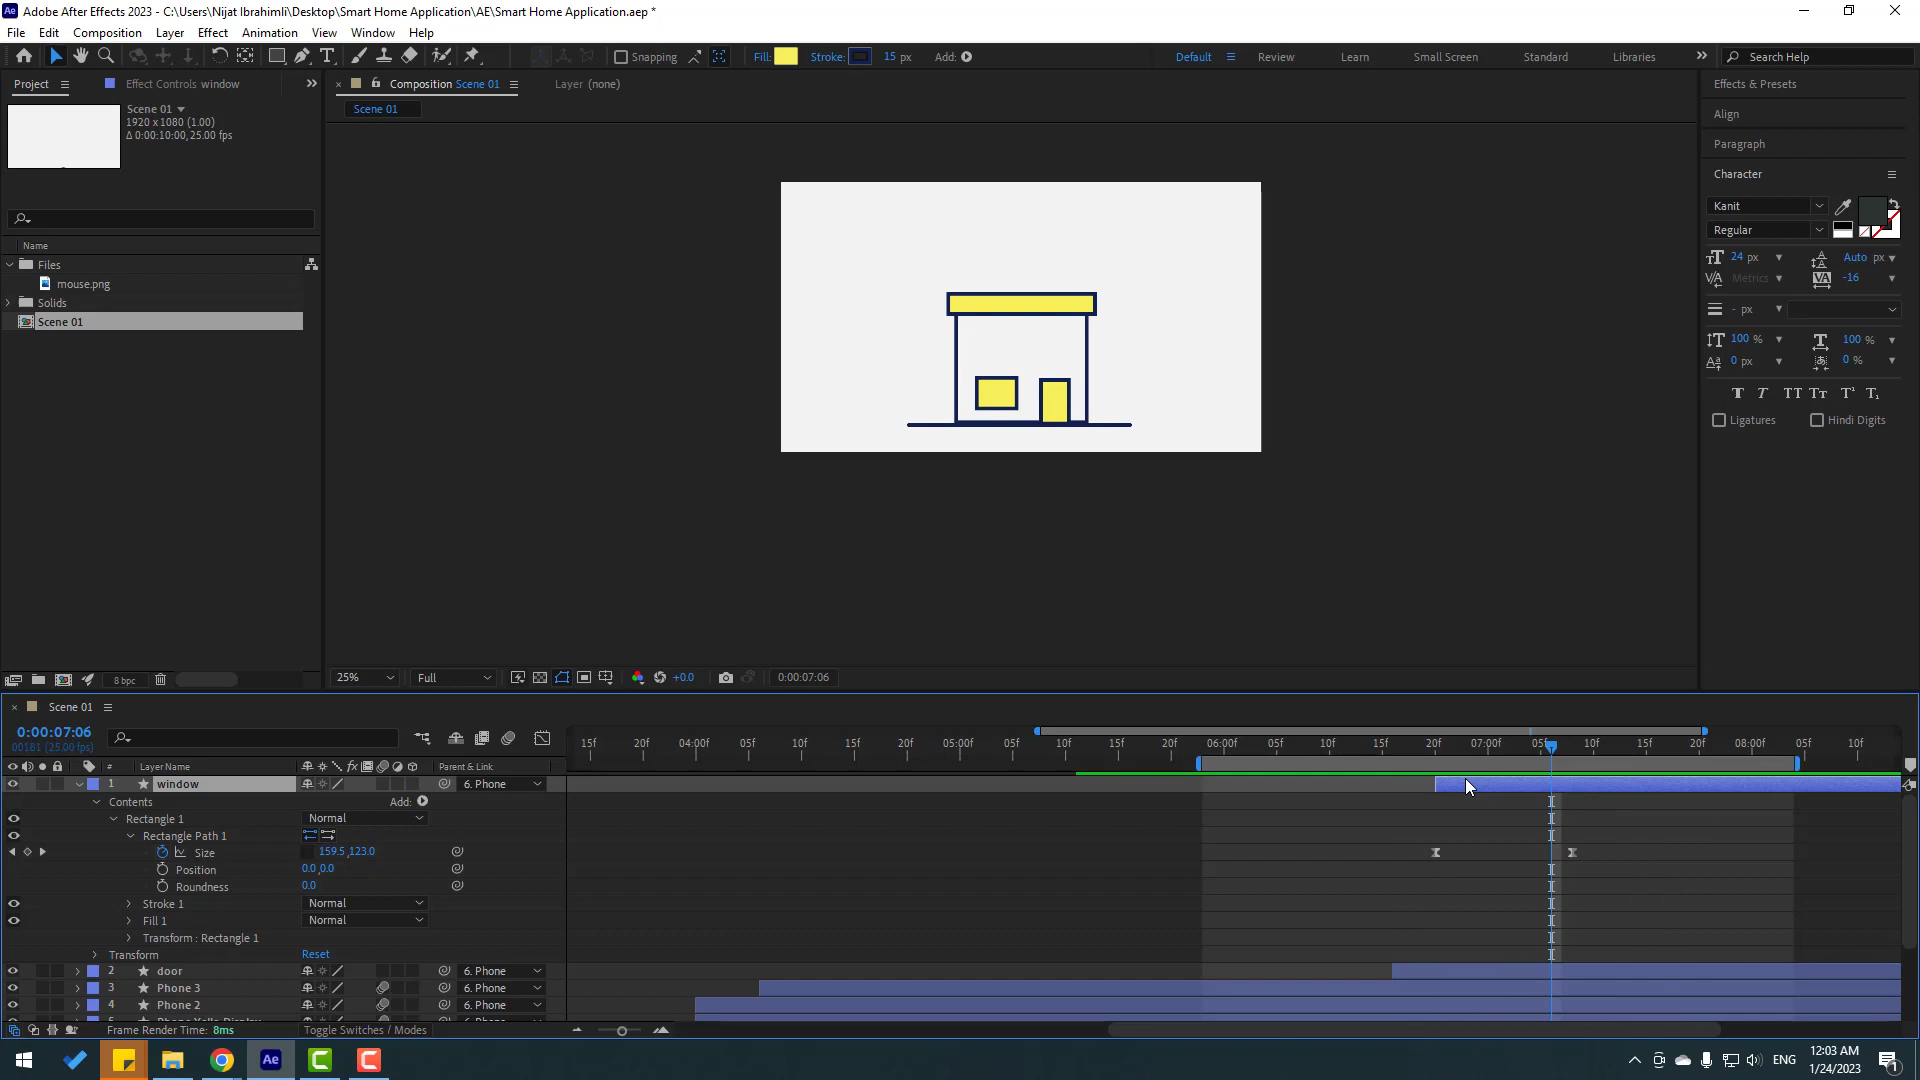 Adobe After Effects 2023 - C:\Users\Nijat Ibrahimli\Desktop\Smart Home Application\AE\Smart Home Application.aep *
File Edit Composition Layer Effect Animation View Window Help
Snapping Fill: Stroke: 15 px Add: Default Review Learn Small Screen Standard Libraries Search Help
Project Effect Controls window Composition Scene 01 Layer (none) Effects & Presets
Scene 01
1920 x 1080 (1.00)
Δ 0:00:10:00, 25.00 fps
Scene 01
Align
Paragraph
Character
Kanit
Regular
24 px Auto px
Metrics -16
- px
100 % 100 %
0 px 0 %
T T TT Tt T¹ T₁
Ligatures Hindi Digits
Name
Files
mouse.png
Solids
Scene 01
8 bpc 25% Full +0.0 0:00:07:06
Scene 01
0:00:07:06
00181 (25.00 fps)
15f 20f 04:00f 05f 10f 15f 20f 05:00f 05f 10f 15f 20f 06:00f 05f 10f 15f 20f 07:00f 05f 10f 15f 20f 08:00f 05f 10f
# Layer Name fx Parent & Link
1 window 6. Phone
Contents Add:
Rectangle 1 Normal
Rectangle Path 1
Size 159.5,123.0
Position 0.0,0.0
Roundness 0.0
Stroke 1 Normal
Fill 1 Normal
Transform : Rectangle 1
Transform Reset
2 door 6. Phone
3 Phone 3 6. Phone
4 Phone 2 6. Phone
Frame Render Time: 8ms Toggle Switches / Modes
Ae ENG 12:03 AM
1/24/2023 1